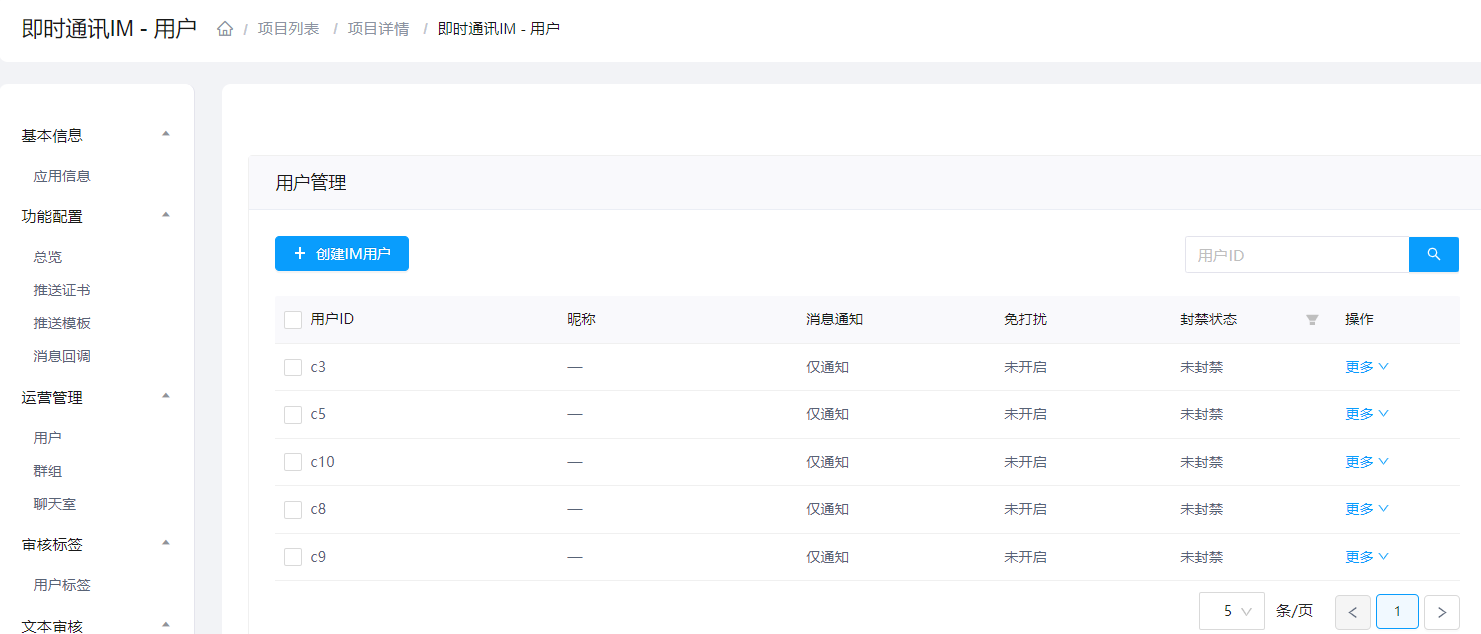 即时通讯IM - 用户 / 项目列表 / 项目详情 / 即时通讯IM - 用户
基本信息
应用信息
功能配置
总览
推送证书
推送模板
消息回调
运营管理
用户
群组
聊天室
审核标签
用户标签
文本审核
用户管理
+ 创建IM用户
用户ID
用户ID 昵称 消息通知 免打扰 封禁状态 操作
c3 — 仅通知 未开启 未封禁 更多
c5 — 仅通知 未开启 未封禁 更多
c10 — 仅通知 未开启 未封禁 更多
c8 — 仅通知 未开启 未封禁 更多
c9 — 仅通知 未开启 未封禁 更多
5 条/页 < 1 >